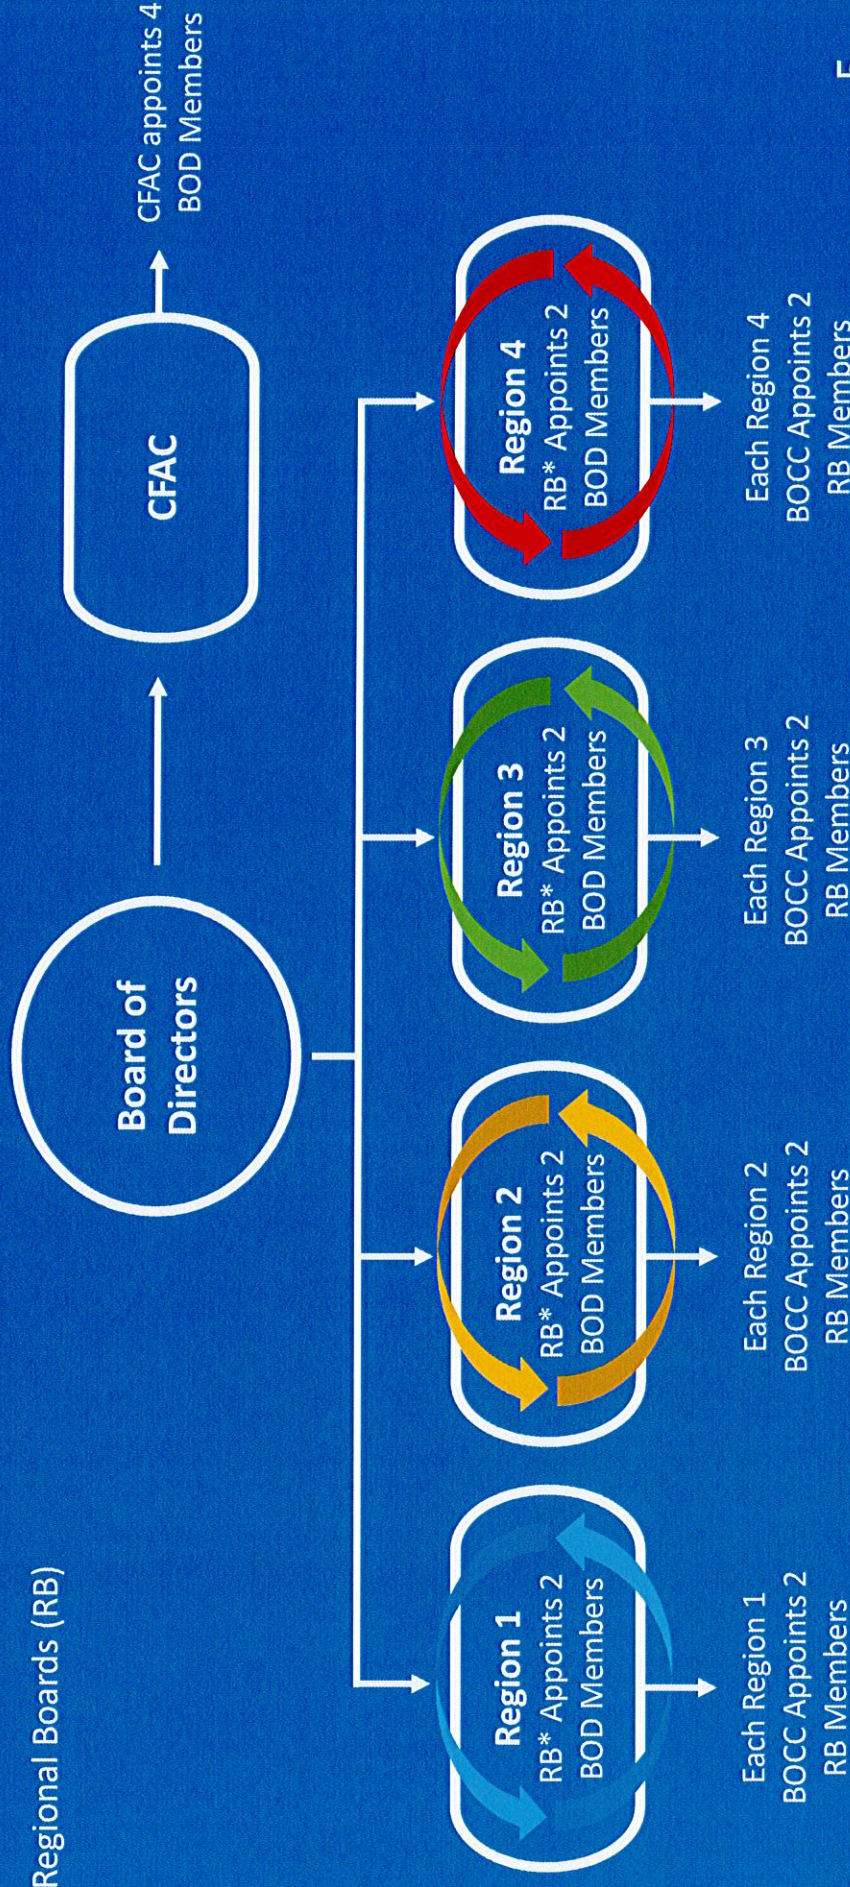 Regional Boards (RB)
Board of
Directors
CFAC
CFAC appoints 4
BOD Members
Region 1
RB* Appoints 2
BOD Members
Region 2
RB* Appoints 2
BOD Members
Region 3
RB* Appoints 2
BOD Members
Region 4
RB* Appoints 2
BOD Members
Each Region 1
BOCC Appoints 2
RB Members
Each Region 2
BOCC Appoints 2
RB Members
Each Region 3
BOCC Appoints 2
RB Members
Each Region 4
BOCC Appoints 2
RB Members